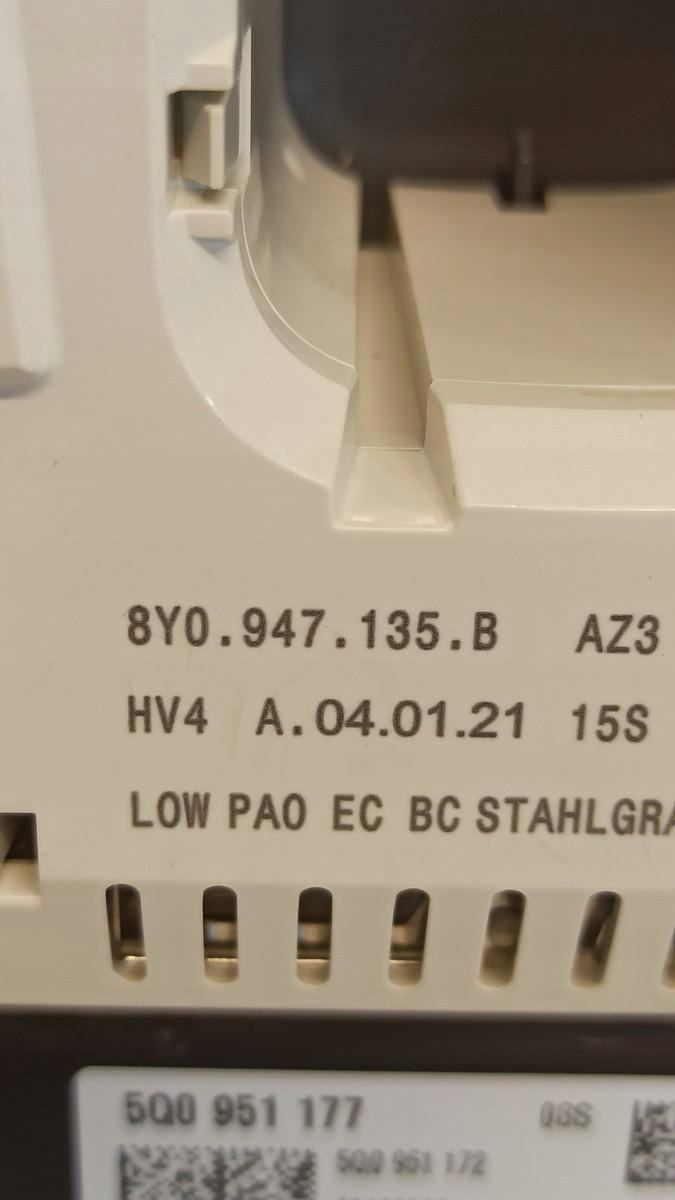 8Y0.947.135.B AZ3
HV4 A.04.01.21 15S
LOW PAO EC BC STAHLGRA
5Q0 951 177 08S
5Q0 951 172